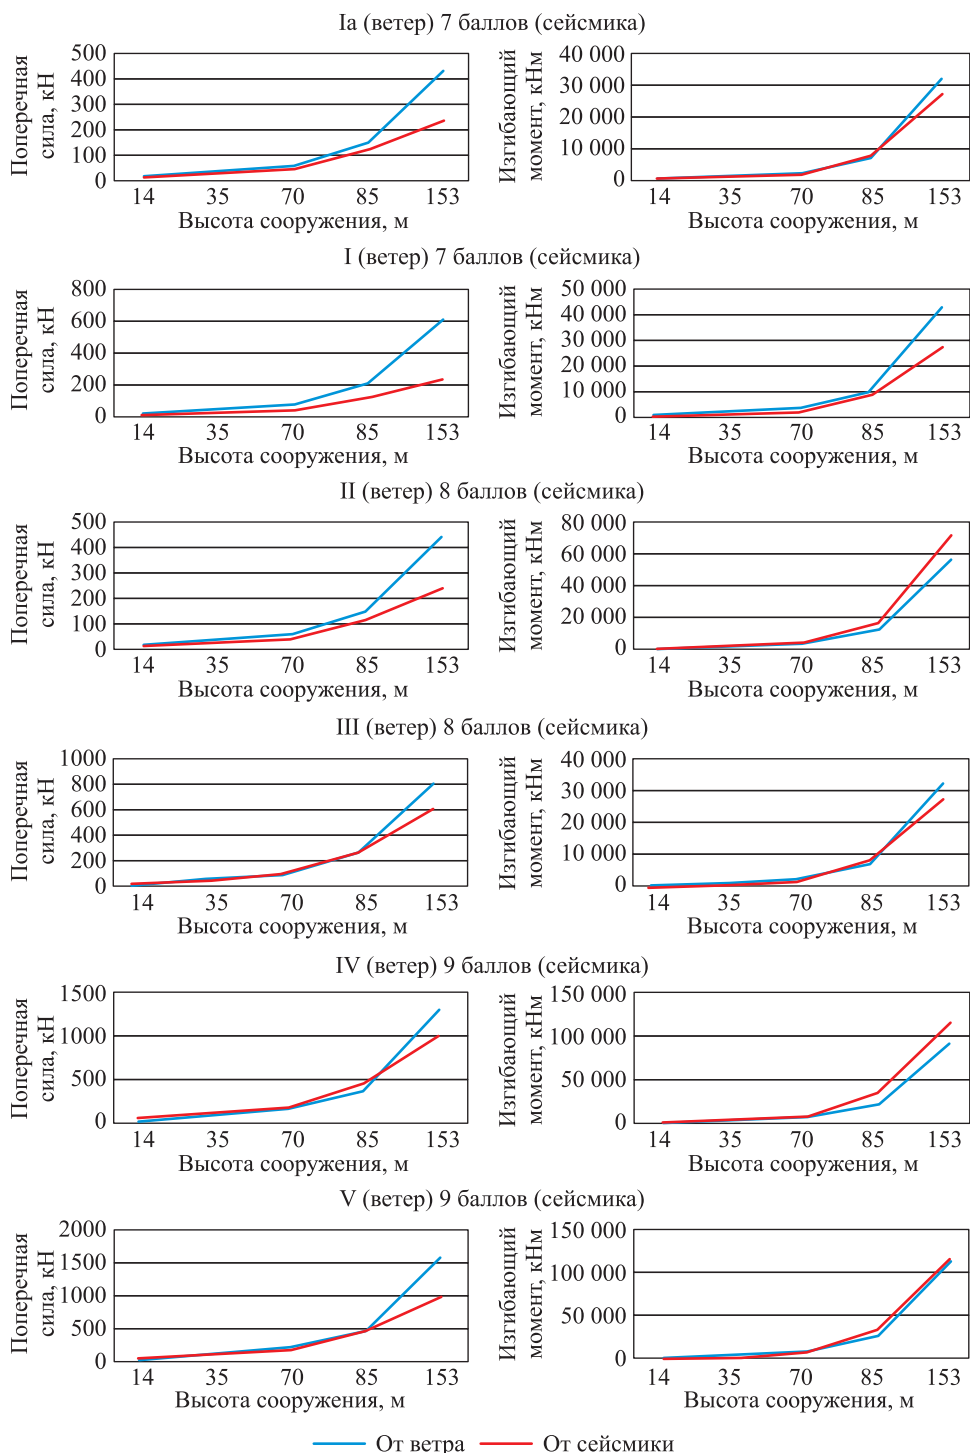 Ia (ветер) 7 баллов (сейсмика)
Поперечная
сила, кН
500
400
300
200
100
0
14 35 70 85 153
Высота сооружения, м
Изгибающий
момент, кНм
40 000
30 000
20 000
10 000
0
14 35 70 85 153
Высота сооружения, м
I (ветер) 7 баллов (сейсмика)
Поперечная
сила, кН
800
600
400
200
0
14 35 70 85 153
Высота сооружения, м
Изгибающий
момент, кНм
50 000
40 000
30 000
20 000
10 000
0
14 35 70 85 153
Высота сооружения, м
II (ветер) 8 баллов (сейсмика)
Поперечная
сила, кН
500
400
300
200
100
0
14 35 70 85 153
Высота сооружения, м
Изгибающий
момент, кНм
80 000
60 000
40 000
20 000
0
14 35 70 85 153
Высота сооружения, м
III (ветер) 8 баллов (сейсмика)
Поперечная
сила, кН
1000
800
600
400
200
0
14 35 70 85 153
Высота сооружения, м
Изгибающий
момент, кНм
40 000
30 000
20 000
10 000
0
14 35 70 85 153
Высота сооружения, м
IV (ветер) 9 баллов (сейсмика)
Поперечная
сила, кН
1500
1000
500
0
14 35 70 85 153
Высота сооружения, м
Изгибающий
момент, кНм
150 000
100 000
50 000
0
14 35 70 85 153
Высота сооружения, м
V (ветер) 9 баллов (сейсмика)
Поперечная
сила, кН
2000
1500
1000
500
0
14 35 70 85 153
Высота сооружения, м
Изгибающий
момент, кНм
150 000
100 000
50 000
0
14 35 70 85 153
Высота сооружения, м
От ветра От сейсмики